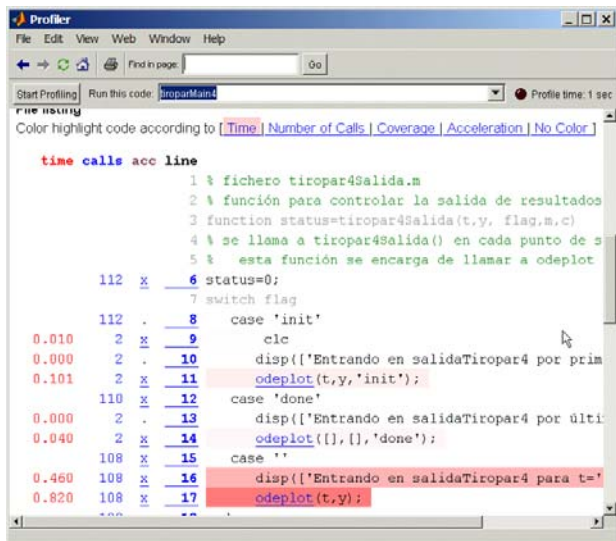 Profiler
File Edit View Web Window Help
Find in page: Go
Start Profiling Run this code: tiroparMain4 Profile time: 1 sec
File listing
Color highlight code according to [ Time | Number of Calls | Coverage | Acceleration | No Color ]
time calls acc line
1 % fichero tiropar4Salida.m
2 % función para controlar la salida de resultados
3 function status=tiropar4Salida(t,y, flag,m,c)
4 % se llama a tiropar4Salida() en cada punto de s
5 % esta función se encarga de llamar a odeplot
112 x 6 status=0;
7 switch flag
112 . 8 case 'init'
0.010 2 x 9 clc
0.000 2 . 10 disp(['Entrando en salidaTiropar4 por prim
0.101 2 x 11 odeplot(t,y,'init');
110 x 12 case 'done'
0.000 2 . 13 disp(['Entrando en salidaTiropar4 por últi
0.040 2 x 14 odeplot([],[],'done');
108 x 15 case ''
0.460 108 x 16 disp(['Entrando en salidaTiropar4 para t='
0.820 108 x 17 odeplot(t,y);